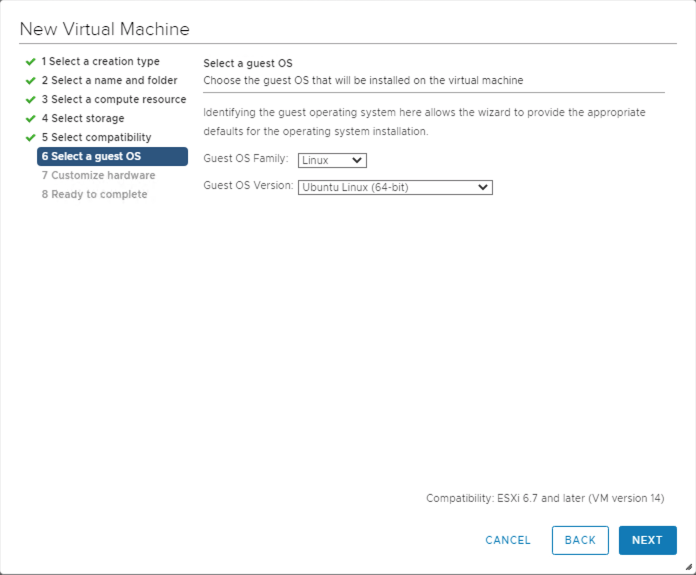 New Virtual Machine
1 Select a creation type
2 Select a name and folder
3 Select a compute resource
4 Select storage
5 Select compatibility
6 Select a guest OS
7 Customize hardware
8 Ready to complete
Select a guest OS
Choose the guest OS that will be installed on the virtual machine
Identifying the guest operating system here allows the wizard to provide the appropriate
defaults for the operating system installation.
Guest OS Family: Linux
Guest OS Version: Ubuntu Linux (64-bit)
Compatibility: ESXi 6.7 and later (VM version 14)
CANCEL BACK NEXT